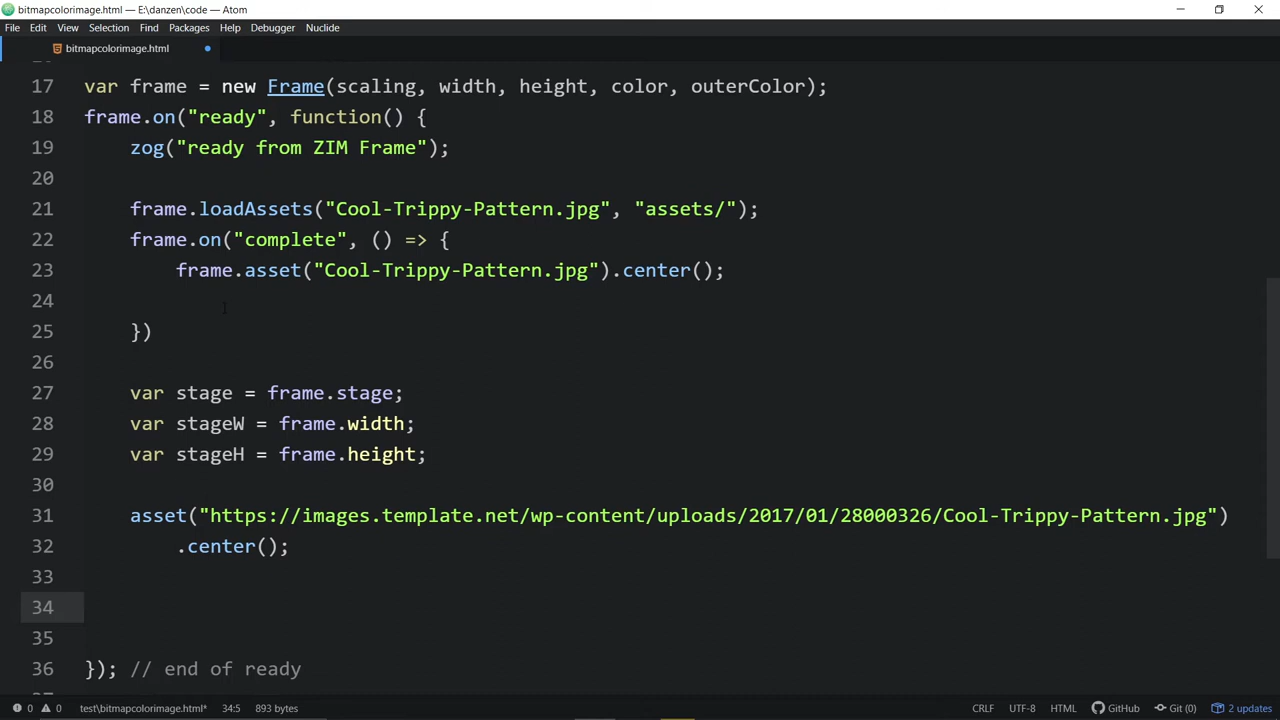 bitmapcolorimage.html — E:\danzen\code — Atom
File Edit View Selection Find Packages Help Debugger Nuclide
bitmapcolorimage.html
17 var frame = new Frame(scaling, width, height, color, outerColor);
18 frame.on("ready", function() {
19 zog("ready from ZIM Frame");
20
21 frame.loadAssets("Cool-Trippy-Pattern.jpg", "assets/");
22 frame.on("complete", () => {
23 frame.asset("Cool-Trippy-Pattern.jpg").center();
24
25 })
26
27 var stage = frame.stage;
28 var stageW = frame.width;
29 var stageH = frame.height;
30
31 asset("https://images.template.net/wp-content/uploads/2017/01/28000326/Cool-Trippy-Pattern.jpg")
32 .center();
33
34
35
36 }); // end of ready
0 0 test\bitmapcolorimage.html* 34:5 893 bytes CRLF UTF-8 HTML GitHub Git (0) 2 updates